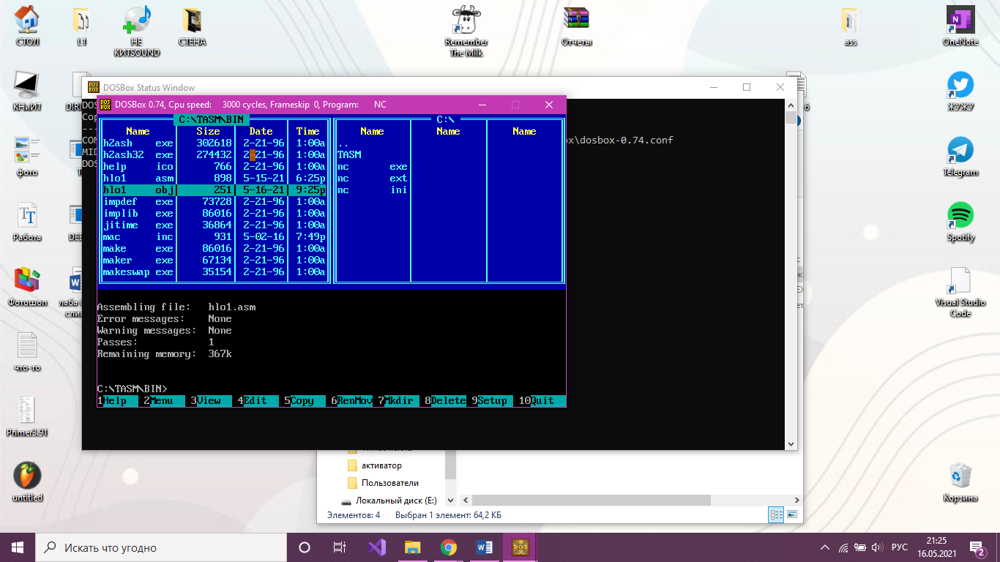 СТОЛ
L1
НЕ
КИТSOUND
СТЕНА
Remember
The Milk
Отчеты
ass
OneNote
КНИИТ
ЖУЖУ
фото
Telegram
Работа
Spotify
Фотошоп
лаба
Visual Studio
Code
что-то
Primer3.91
untitled
Корзина
DOSBox Status Window
ox\dosbox-0.74.conf
DOSBox 0.74, Cpu speed: 3000 cycles, Frameskip 0, Program: NC
C:\TASM\BIN
C:\
Name Size Date Time Name Name Name
h2ash exe 302618 2-21-96 1:00a ..
h2ash32 exe 274432 2-21-96 1:00a TASM
help ico 766 2-21-96 1:00a nc exe
hlo1 asm 898 5-15-21 6:25p nc ext
hlo1 obj 251 5-16-21 9:25p nc ini
impdef exe 73728 2-21-96 1:00a
implib exe 86016 2-21-96 1:00a
jitime exe 36864 2-21-96 1:00a
mac inc 931 5-02-16 7:49p
make exe 86016 2-21-96 1:00a
maker exe 67134 2-21-96 1:00a
makeswap exe 35154 2-21-96 1:00a
Assembling file: hlo1.asm
Error messages: None
Warning messages: None
Passes: 1
Remaining memory: 367k
C:\TASM\BIN>
1Help 2Menu 3View 4Edit 5Copy 6RenMov 7Mkdir 8Delete 9Setup 10Quit
активатор
Пользователи
Локальный диск (E:)
Элементов: 4 Выбран 1 элемент: 64,2 КБ
Искать что угодно
РУС
21:25
16.05.2021
2